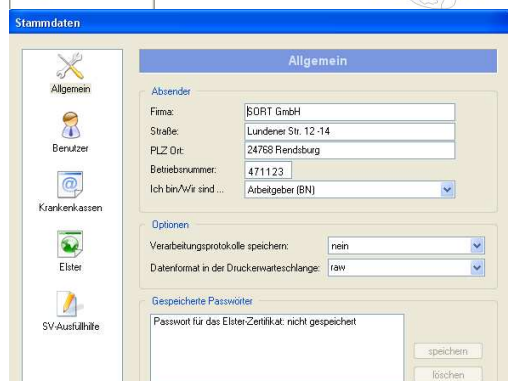 Stammdaten
Allgemein
Benutzer
Krankenkassen
Elster
SV-Ausfüllhilfe
Allgemein
Absender
Firma: SORT GmbH
Straße: Lundener Str. 12 -14
PLZ Ort: 24768 Rendsburg
Betriebsnummer: 471123
Ich bin/Wir sind ... Arbeitgeber (BN)
Optionen
Verarbeitungsprotokolle speichern: nein
Datenformat in der Druckerwarteschlange: raw
Gespeicherte Passwörter
Passwort für das Elster-Zertifikat: nicht gespeichert
speichern
löschen